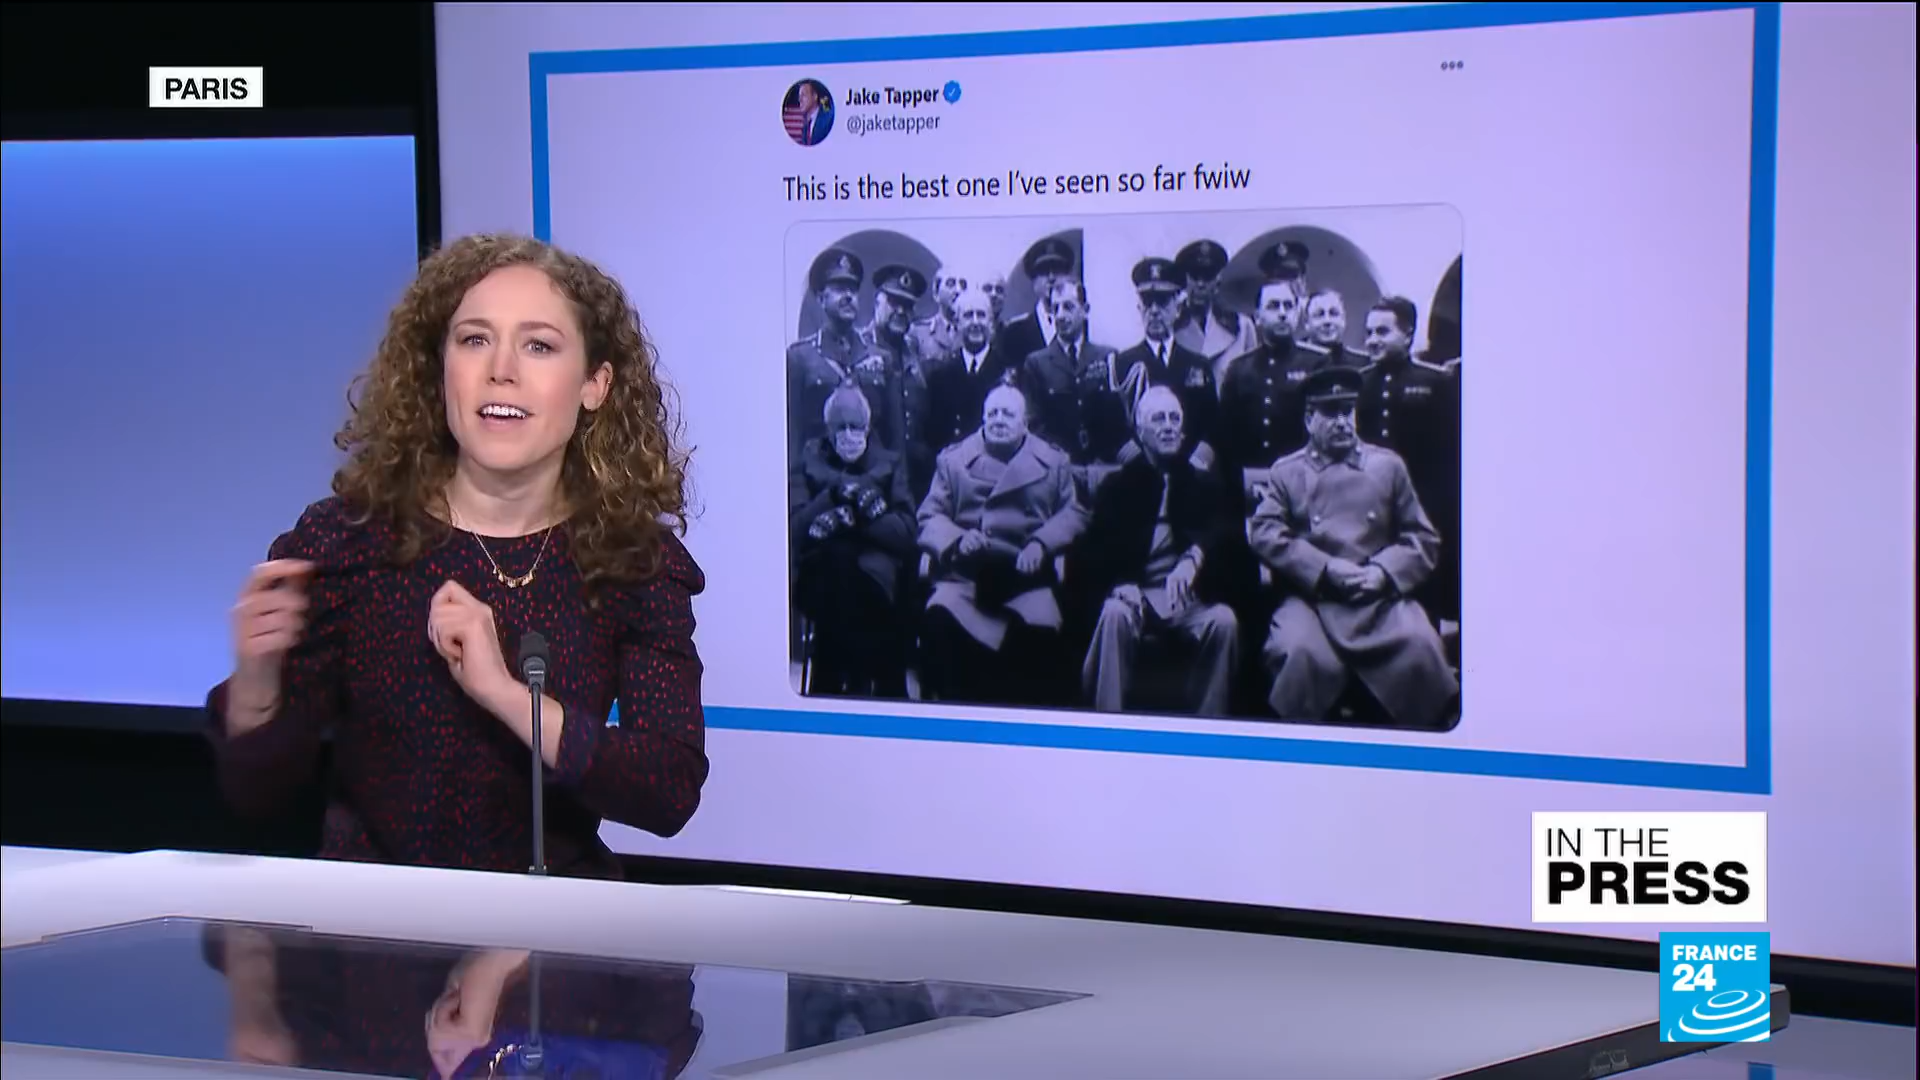 PARIS
Jake Tapper
@jaketapper
This is the best one I've seen so far fwiw
IN THE
PRESS
FRANCE
24